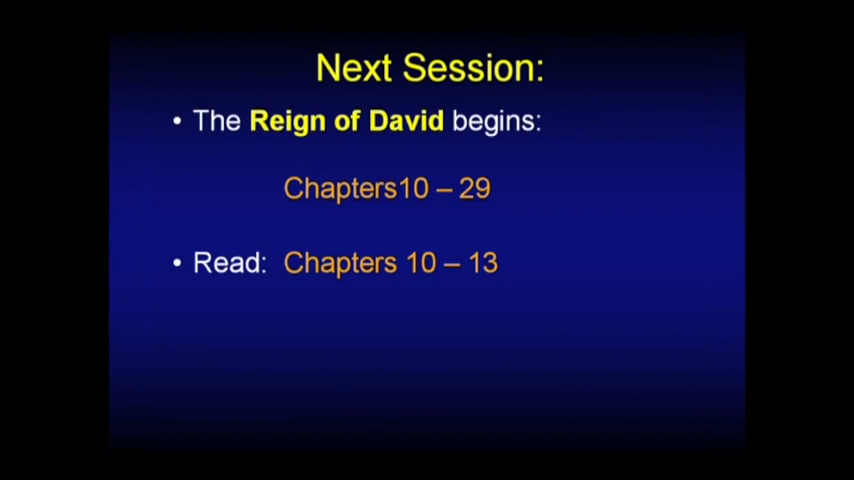 Next Session:
• The Reign of David begins:
Chapters10 – 29
• Read: Chapters 10 – 13